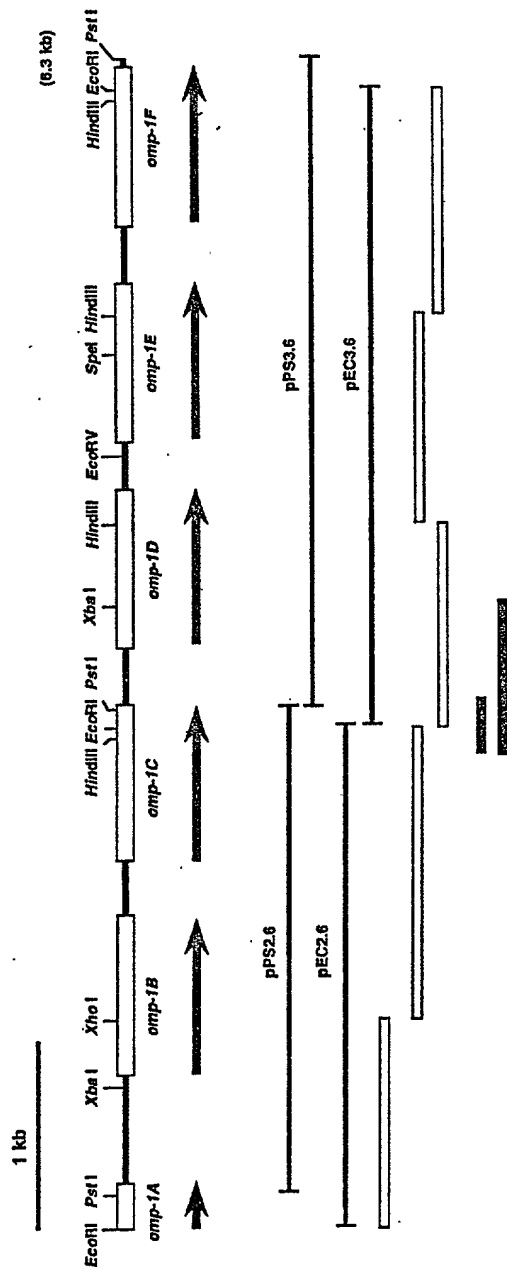 1 kb
(6.3 kb)
EcoRI PstI XbaI XhoI HindIII EcoRI PstI XbaI HindIII EcoRV SpeI HindIII HindIII EcoRI PstI
omp-1A omp-1B omp-1C omp-1D omp-1E omp-1F
pPS2.6 pPS3.6
pEC2.6 pEC3.6